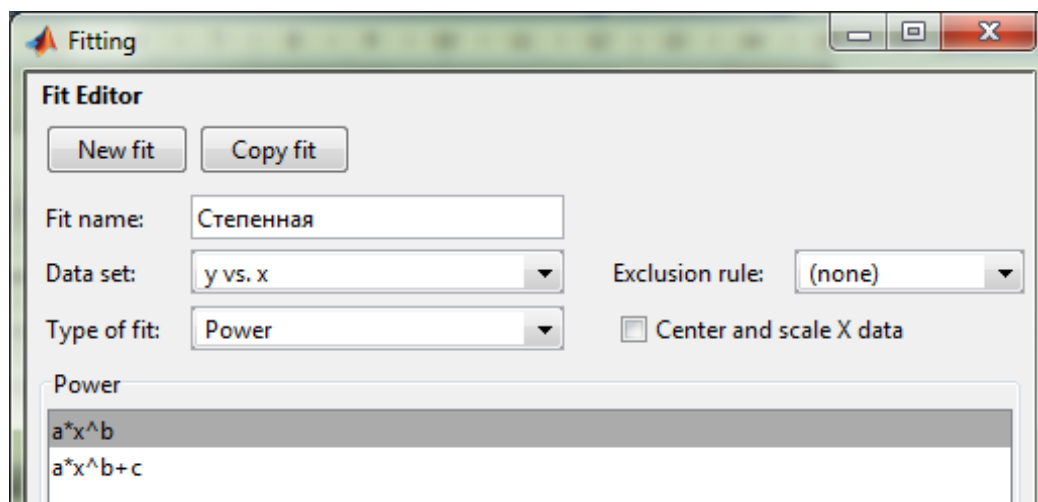 Fitting
Fit Editor
New fit Copy fit
Fit name: Степенная
Data set: y vs. x Exclusion rule: (none)
Type of fit: Power Center and scale X data
Power
a*x^b
a*x^b+c